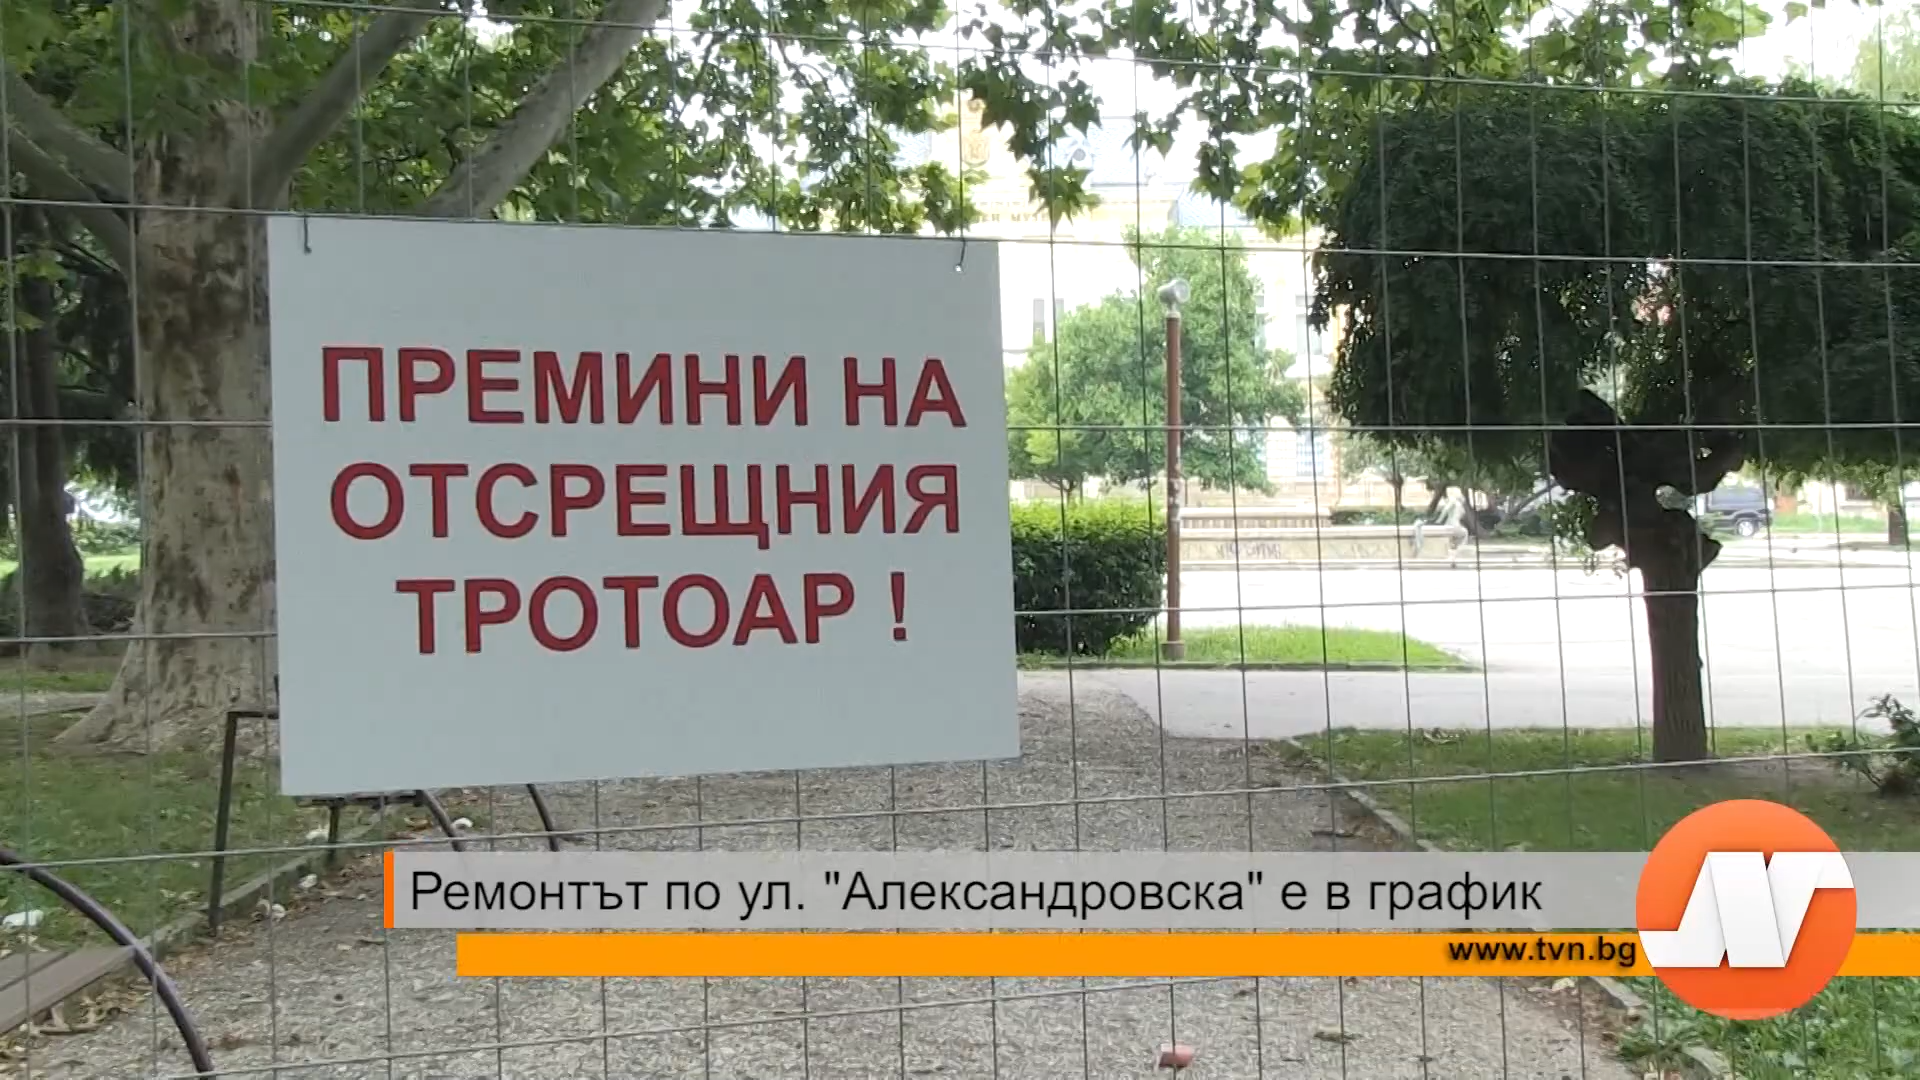 ПРЕМИНИ НА
ОТСРЕЩНИЯ
ТРОТОАР !
Ремонтът по ул. "Александровска" е в график
www.tvn.bg